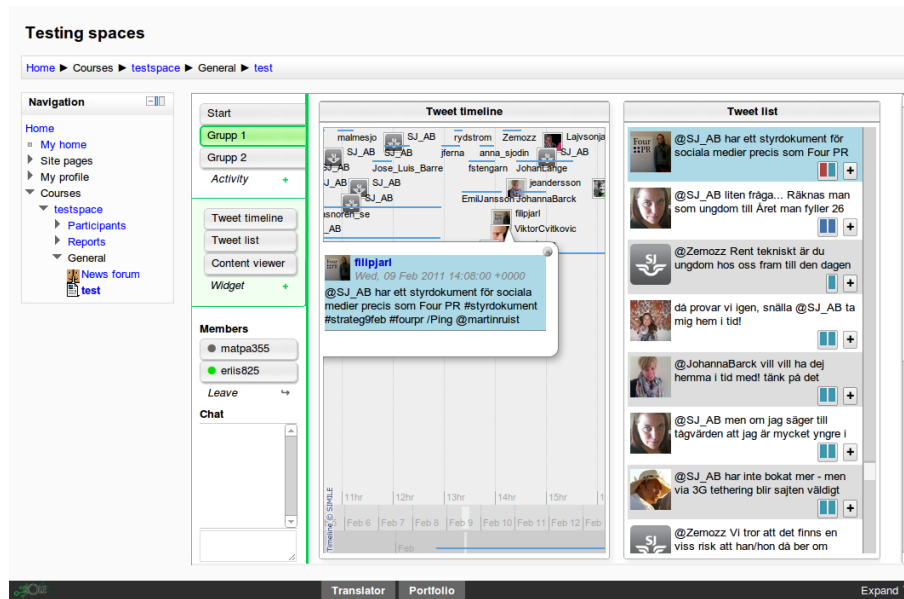 Testing spaces
Home ► Courses ► testspace ► General ► test
Navigation
Home
My home
Site pages
My profile
Courses
testspace
Participants
Reports
General
News forum
test
Start
Grupp 1
Grupp 2
Activity +
Tweet timeline
Tweet list
Content viewer
Widget +
Members
matpa355
eriis825
Leave
Chat
Tweet timeline
malmesjo SJ_AB rydstrom Zemozz Lajvsonja
SJ_AB SJ_AB jferna anna_sjodin SJ_AB
SJ_AB Jose_Luis_Barre fstengarn JohanLange
J_AB SJ_AB jeandersson
SJ_AB EmilJansson JohannaBarck
asnoren_se filipjarl
_AB ViktorCvitkovic
filipjarl
Wed, 09 Feb 2011 14:08:00 +0000
@SJ_AB har ett styrdokument för sociala
medier precis som Four PR #styrdokument
#strateg9feb #fourpr /Ping @martinruist
11hr 12hr 13hr 14hr 15hr 1
Feb 6 Feb 7 Feb 8 Feb 9 Feb 10 Feb 11 Feb 12 Feb
Feb
Timeline © SIMILE
Tweet list
Four
::PR
@SJ_AB har ett styrdokument för
sociala medier precis som Four PR
+
@SJ_AB liten fråga... Räknas man
som ungdom till Året man fyller 26
+
SJ
@Zemozz Rent tekniskt är du
ungdom hos oss fram till den dagen
+
då provar vi igen, snälla @SJ_AB ta
mig hem i tid!
+
@JohannaBarck vill vill ha dej
hemma i tid med! tänk på det
+
@SJ_AB men om jag säger till
tågvärden att jag är mycket yngre i
+
@SJ_AB har inte bokat mer - men
via 3G tethering blir sajten väldigt
+
SJ
@Zemozz Vi tror att det finns en
viss risk att han/hon då ber om
Translator Portfolio Expand